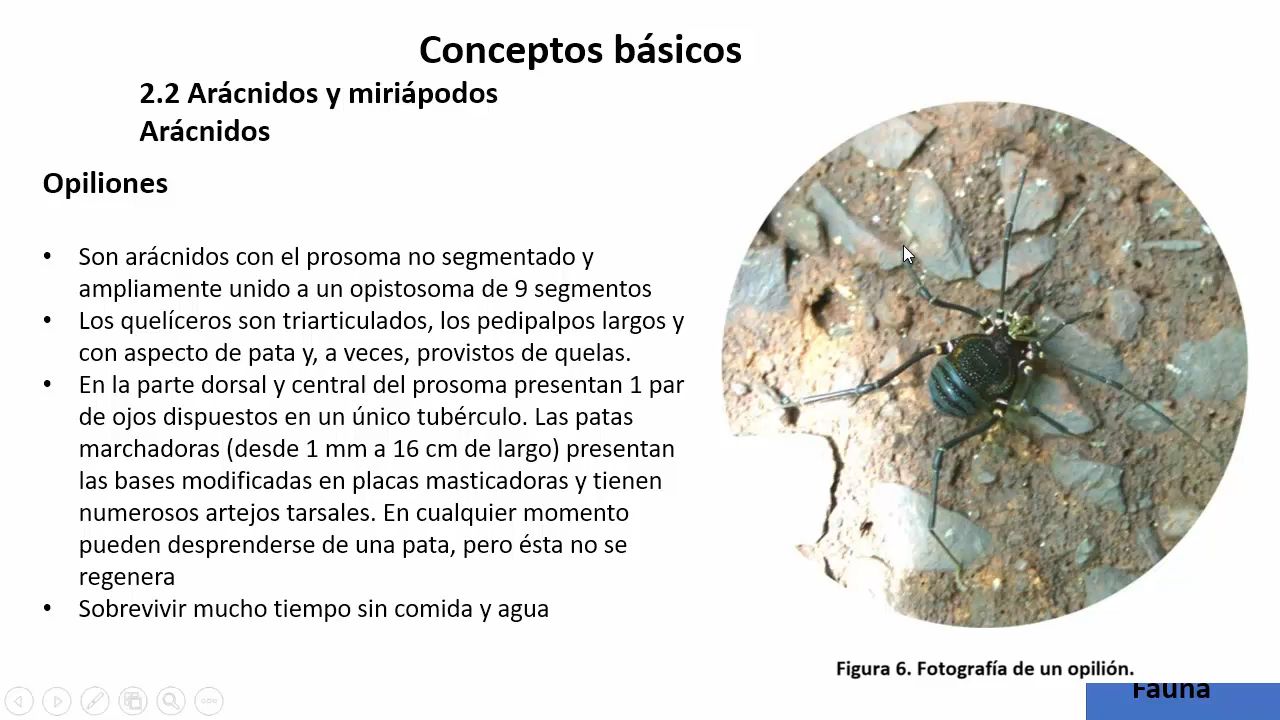 Conceptos básicos
2.2 Arácnidos y miriápodos
Arácnidos
Opiliones
• Son arácnidos con el prosoma no segmentado y
ampliamente unido a un opistosoma de 9 segmentos
• Los quelíceros son triarticulados, los pedipalpos largos y
con aspecto de pata y, a veces, provistos de quelas.
• En la parte dorsal y central del prosoma presentan 1 par
de ojos dispuestos en un único tubérculo. Las patas
marchadoras (desde 1 mm a 16 cm de largo) presentan
las bases modificadas en placas masticadoras y tienen
numerosos artejos tarsales. En cualquier momento
pueden desprenderse de una pata, pero ésta no se
regenera
• Sobrevivir mucho tiempo sin comida y agua
Figura 6. Fotografía de un opilión.
Fauna